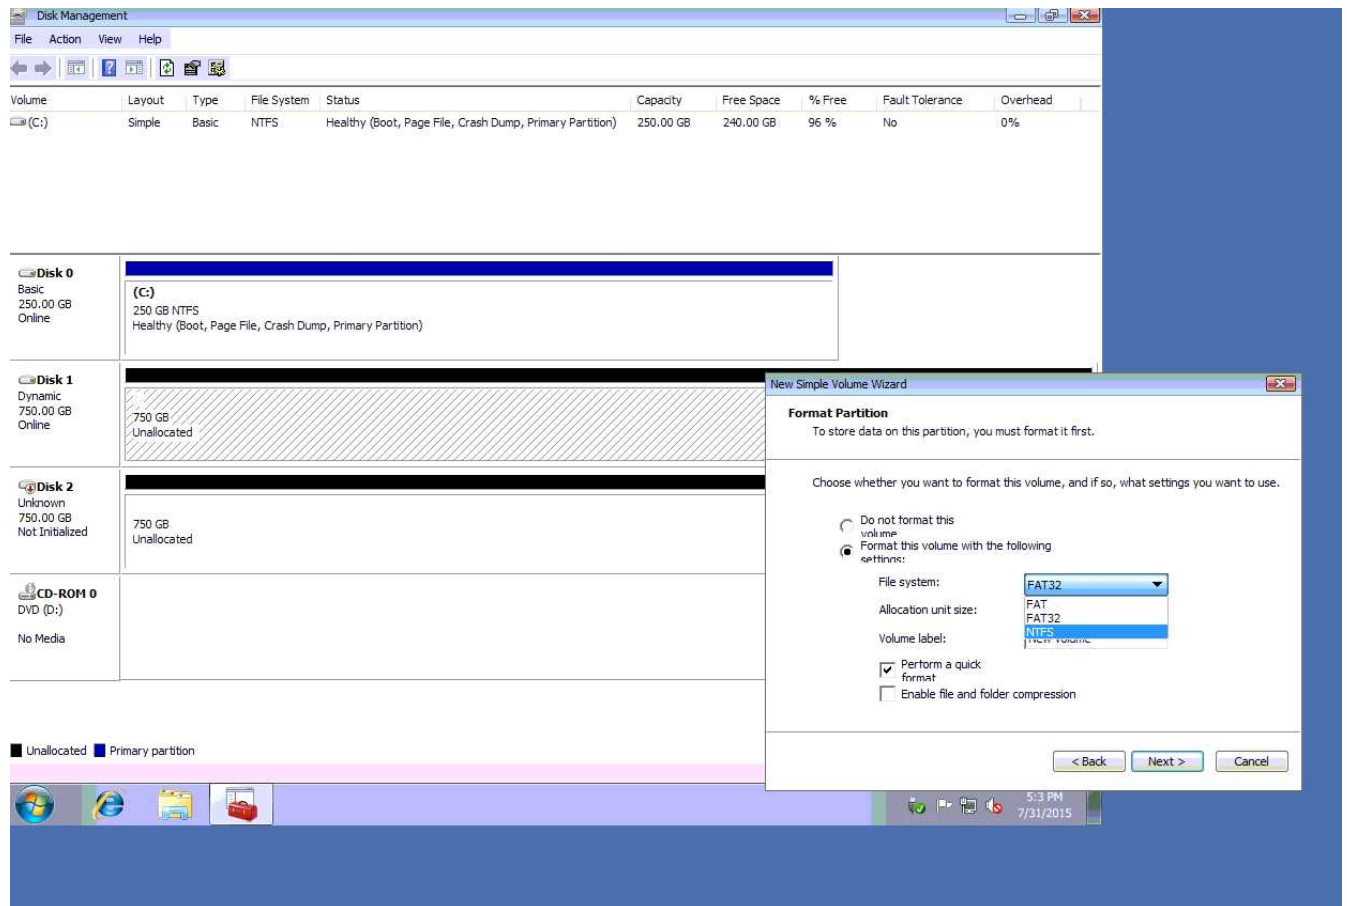 Disk Management
File Action View Help
Volume Layout Type File System Status Capacity Free Space % Free Fault Tolerance Overhead
(C:) Simple Basic NTFS Healthy (Boot, Page File, Crash Dump, Primary Partition) 250.00 GB 240.00 GB 96 % No 0%
Disk 0
Basic
250.00 GB
Online
(C:)
250 GB NTFS
Healthy (Boot, Page File, Crash Dump, Primary Partition)
Disk 1
Dynamic
750.00 GB
Online
750 GB
Unallocated
Disk 2
Unknown
750.00 GB
Not Initialized
750 GB
Unallocated
CD-ROM 0
DVD (D:)
No Media
Unallocated Primary partition
New Simple Volume Wizard
Format Partition
To store data on this partition, you must format it first.
Choose whether you want to format this volume, and if so, what settings you want to use.
Do not format this
volume
Format this volume with the following
settings:
File system: FAT32
FAT
FAT32
NTFS
Allocation unit size:
Volume label: New Volume
Perform a quick
format
Enable file and folder compression
< Back Next > Cancel
5:3 PM
7/31/2015